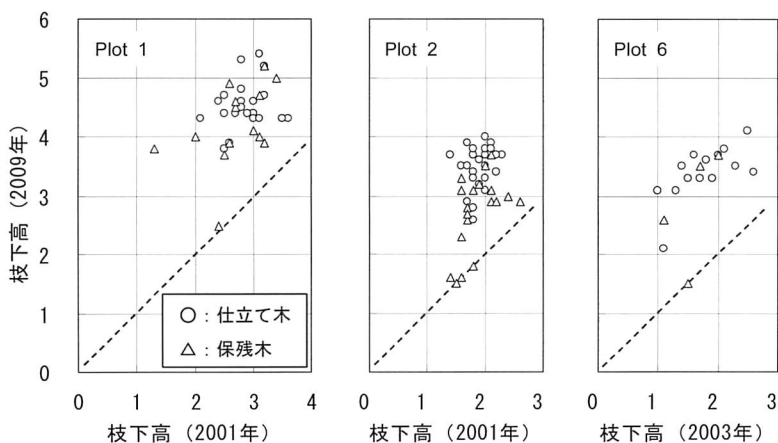 6
5
4
3
2
1
0
枝下高（2009年）
Plot 1
○：仕立て木
△：保残木
0 1 2 3 4
枝下高（2001年）
Plot 2
0 1 2 3
枝下高（2001年）
Plot 6
0 1 2 3
枝下高（2003年）